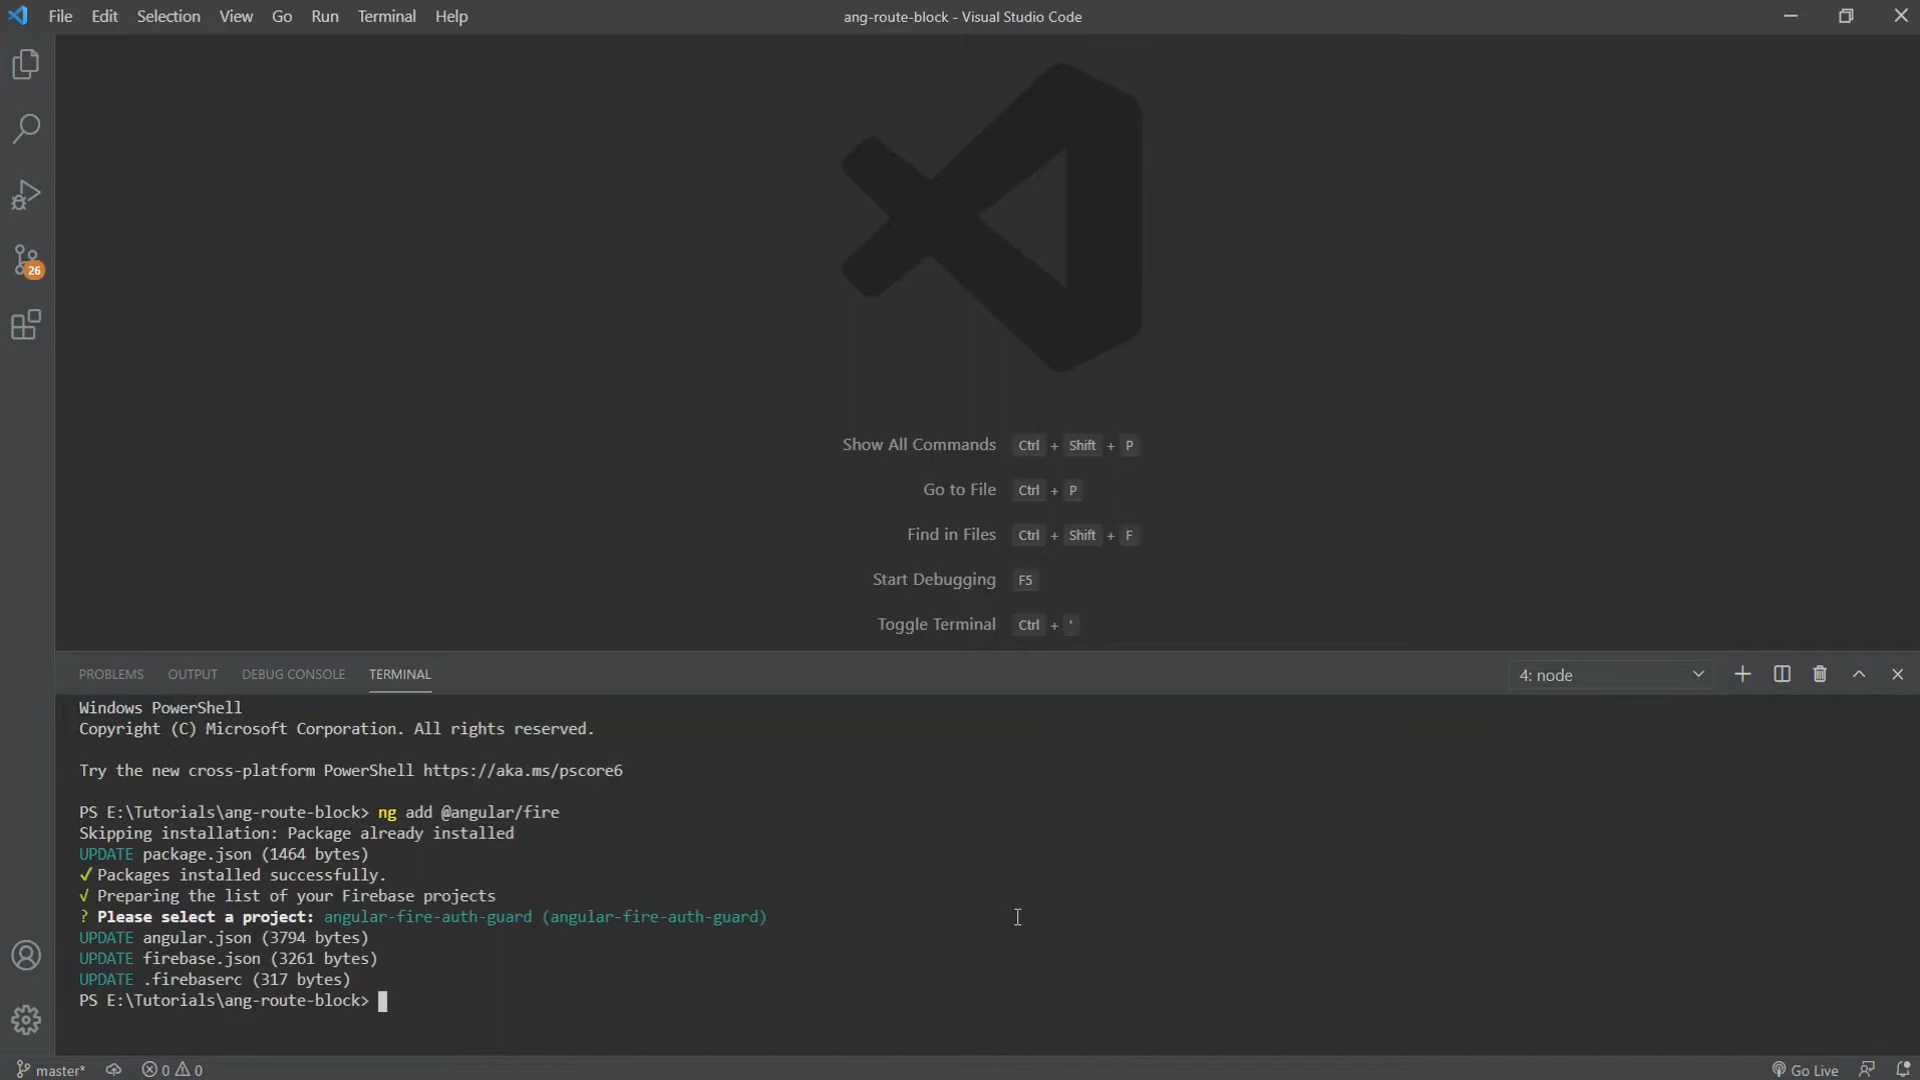 File Edit Selection View Go Run Terminal Help
ang-route-block - Visual Studio Code
26
Show All Commands Ctrl + Shift + P
Go to File Ctrl + P
Find in Files Ctrl + Shift + F
Start Debugging F5
Toggle Terminal Ctrl + '
PROBLEMS OUTPUT DEBUG CONSOLE TERMINAL
4: node
Windows PowerShell
Copyright (C) Microsoft Corporation. All rights reserved.
Try the new cross-platform PowerShell https://aka.ms/pscore6
PS E:\Tutorials\ang-route-block> ng add @angular/fire
Skipping installation: Package already installed
UPDATE package.json (1464 bytes)
✓ Packages installed successfully.
√ Preparing the list of your Firebase projects
? Please select a project: angular-fire-auth-guard (angular-fire-auth-guard)
UPDATE angular.json (3794 bytes)
UPDATE firebase.json (3261 bytes)
UPDATE .firebaserc (317 bytes)
PS E:\Tutorials\ang-route-block>
master* 0 0
Go Live